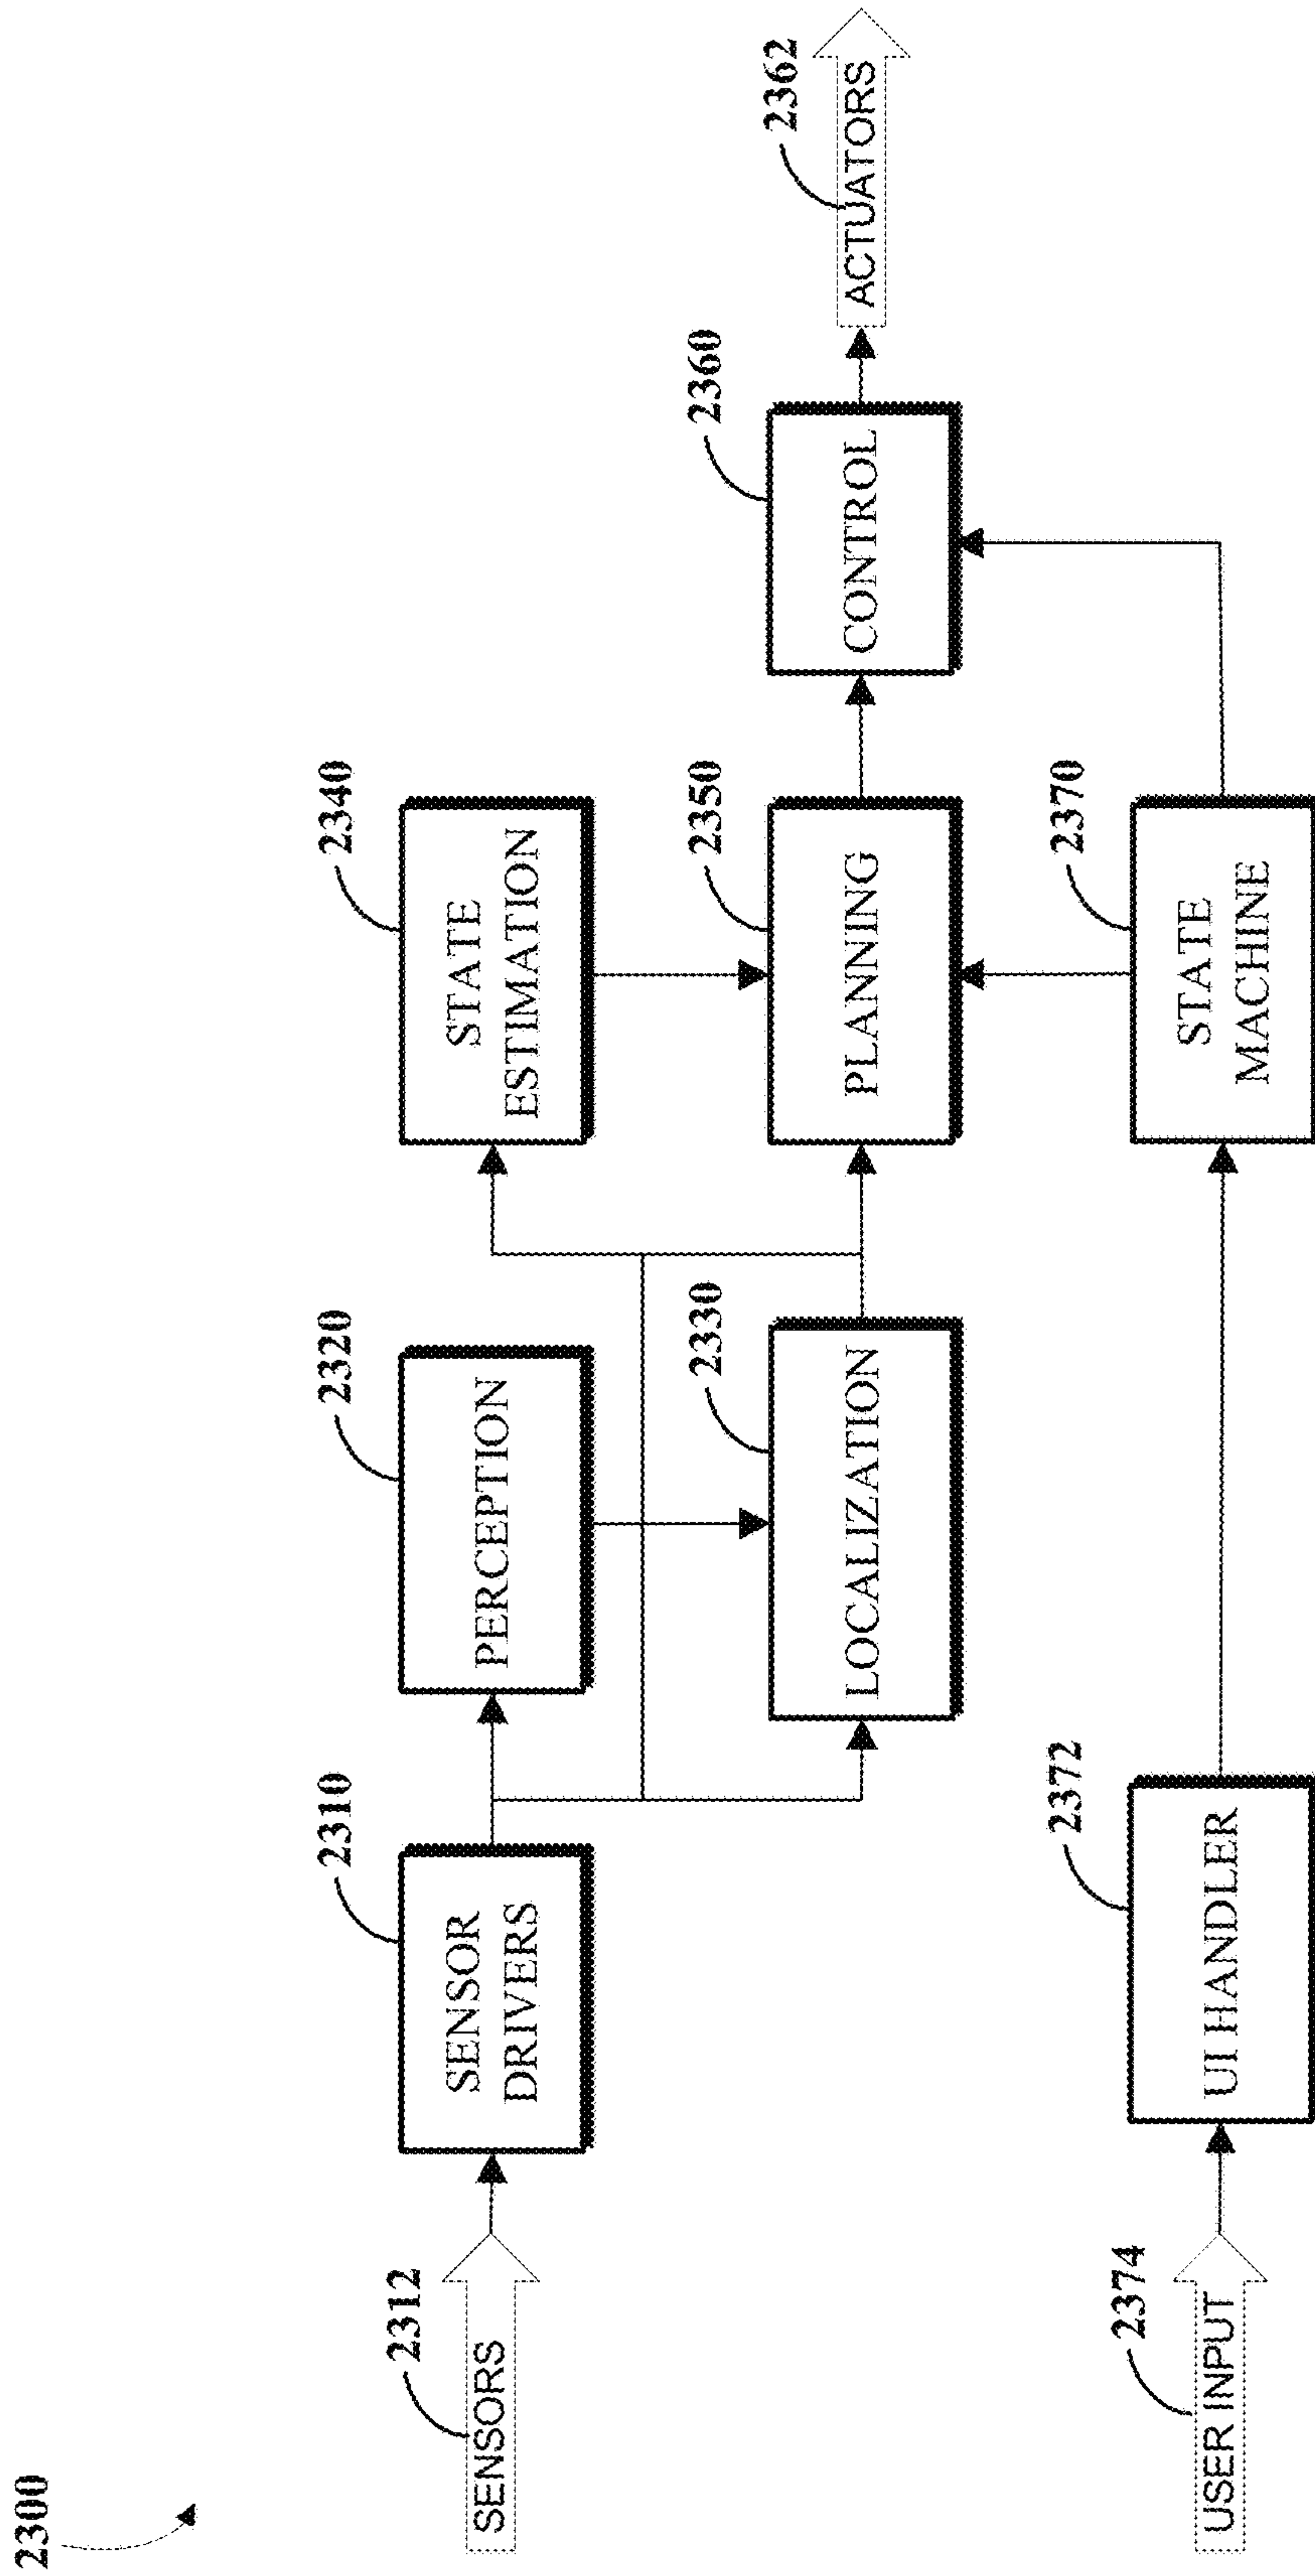 2300
2312
SENSORS
2310
SENSOR
DRIVERS
2320
PERCEPTION
2330
LOCALIZATION
2340
STATE
ESTIMATION
2350
PLANNING
2360
CONTROL
2362
ACTUATORS
2374
USER INPUT
2372
UI HANDLER
2370
STATE
MACHINE